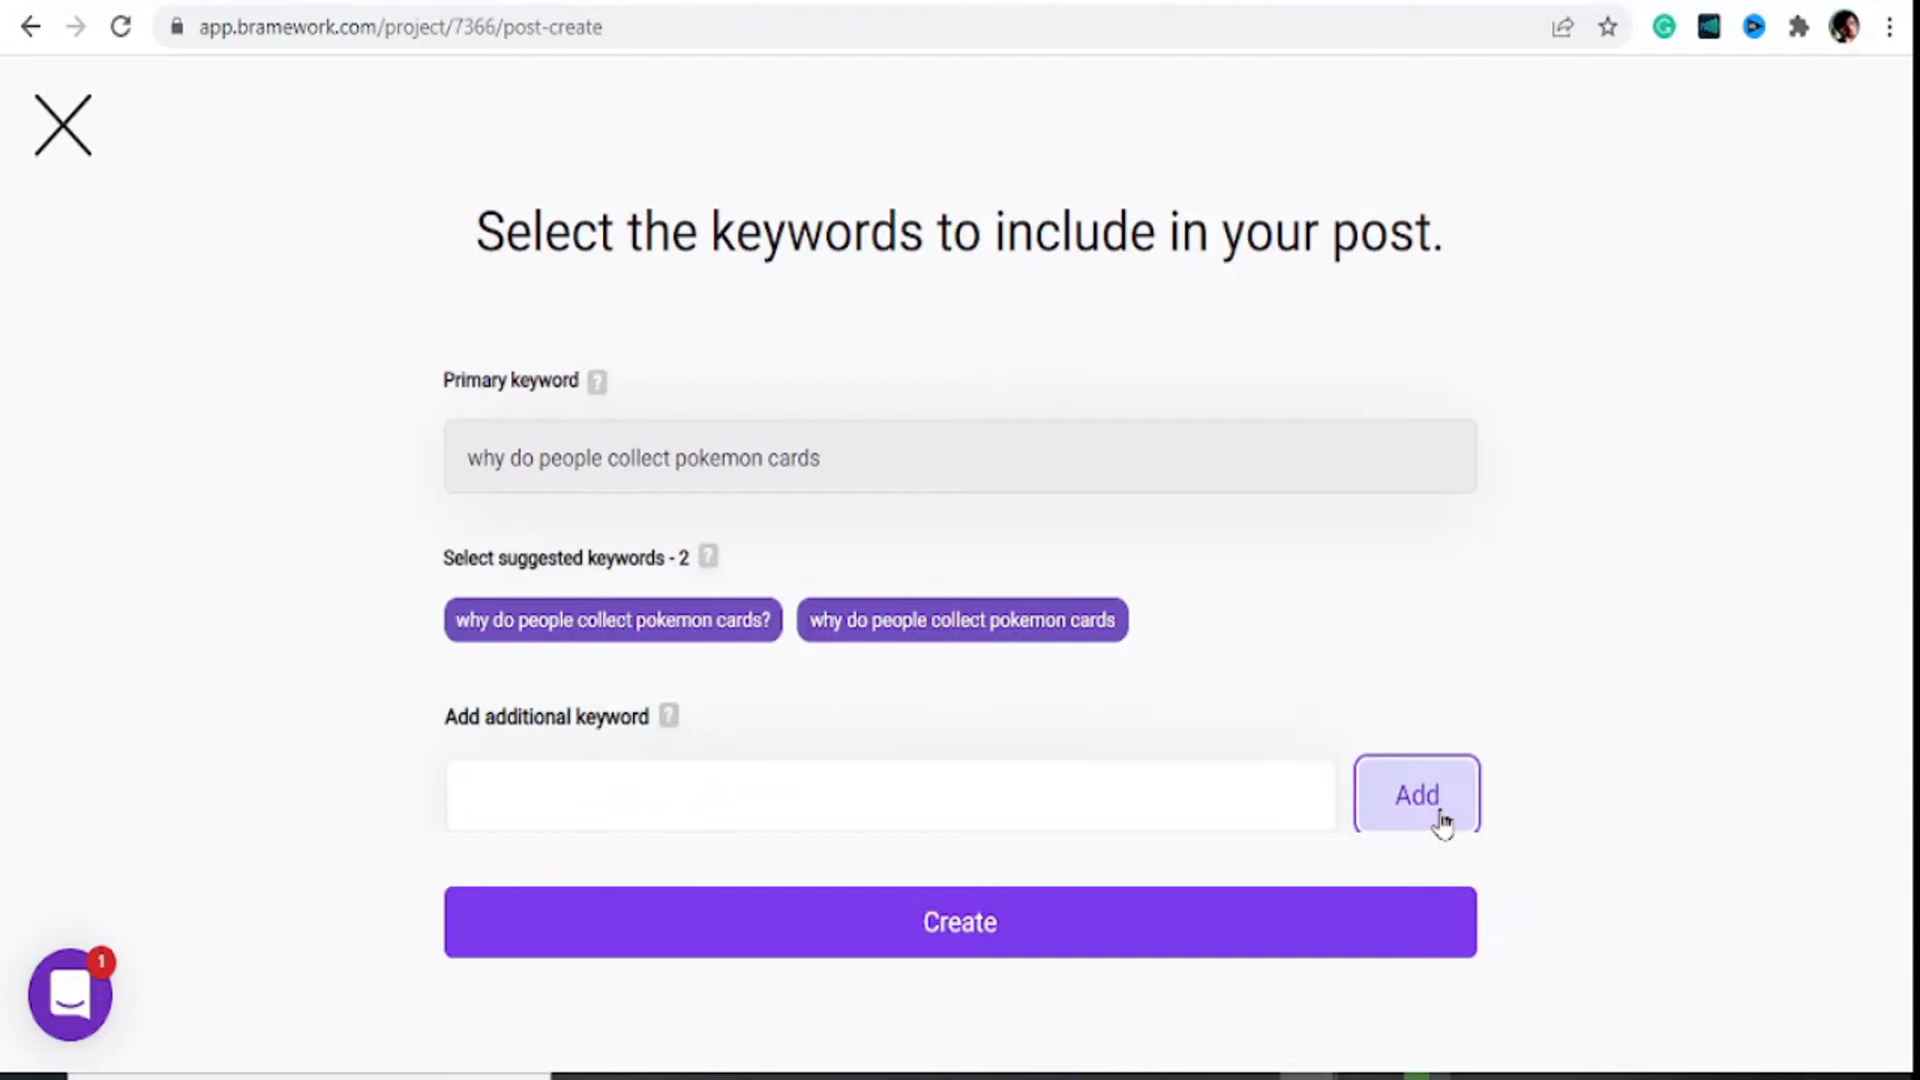 app.bramework.com/project/7366/post-create
Select the keywords to include in your post.
Primary keyword ?
why do people collect pokemon cards
Select suggested keywords - 2 ?
why do people collect pokemon cards? why do people collect pokemon cards
Add additional keyword ?
Add
Create
1